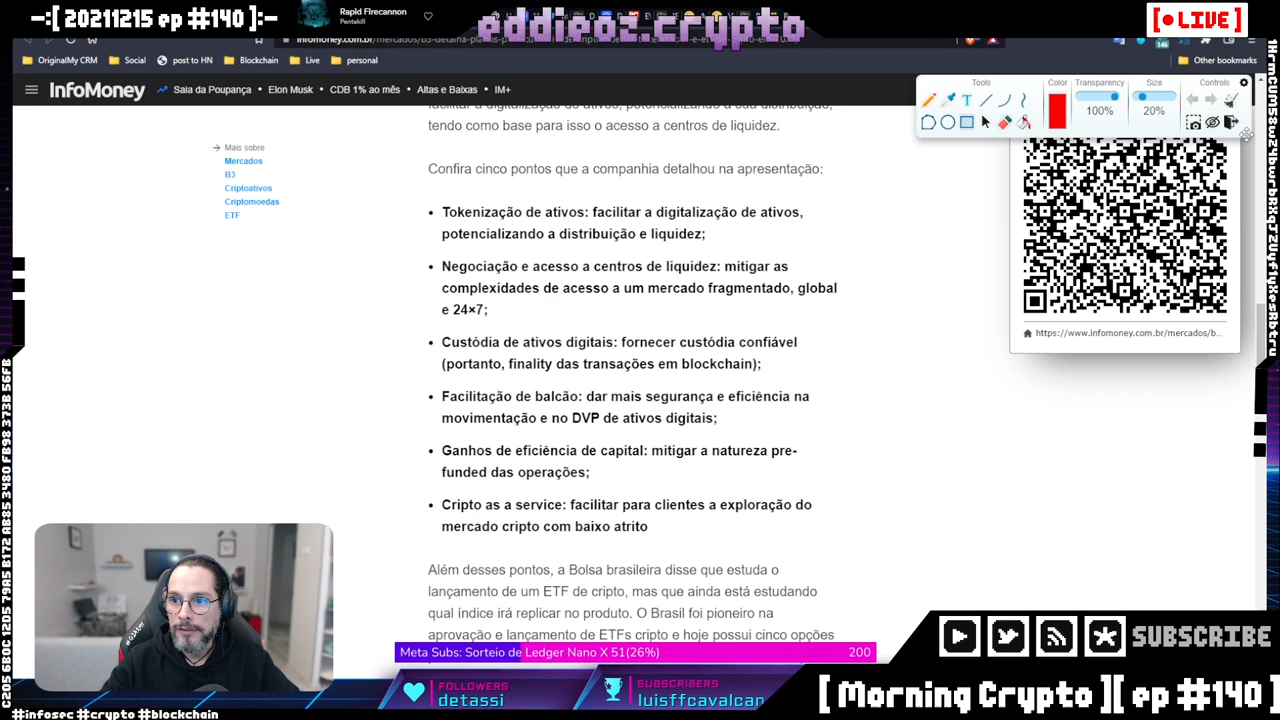 —:[ 20211215 ep #140 ]:—
Rapid Firecannon
Pentakill
eddieoz crypto
[● LIVE ]
OriginalMy CRM
Social
post to HN
Blockchain
Live
personal
Other bookmarks
InfoMoney
Saia da Poupança
Elon Musk
CDB 1% ao mês
Altas e Baixas
IM+
Tools
Color
Transparency
Size
Controls
100%
20%
facilitar a digitalização de ativos, potencializando a sua distribuição,
tendo como base para isso o acesso a centros de liquidez.
Mais sobre
Mercados
B3
Criptoativos
Criptomoedas
ETF
Confira cinco pontos que a companhia detalhou na apresentação:
• Tokenização de ativos: facilitar a digitalização de ativos,
potencializando a distribuição e liquidez;
• Negociação e acesso a centros de liquidez: mitigar as
complexidades de acesso a um mercado fragmentado, global
e 24×7;
• Custódia de ativos digitais: fornecer custódia confiável
(portanto, finality das transações em blockchain);
• Facilitação de balcão: dar mais segurança e eficiência na
movimentação e no DVP de ativos digitais;
• Ganhos de eficiência de capital: mitigar a natureza pre-
funded das operações;
• Cripto as a service: facilitar para clientes a exploração do
mercado cripto com baixo atrito
Além desses pontos, a Bolsa brasileira disse que estuda o
lançamento de um ETF de cripto, mas que ainda está estudando
qual índice irá replicar no produto. O Brasil foi pioneiro na
aprovação e lançamento de ETFs cripto e hoje possui cinco opções
https://www.infomoney.com.br/mercados/b...
Meta Subs: Sorteio de Ledger Nano X 51(26%)
200
FOLLOWERS
detassi
SUBSCRIBERS
luisffcavalcan
SUBSCRIBE
[ Morning Crypto ][ ep #140 ]
#infosec #crypto #blockchain